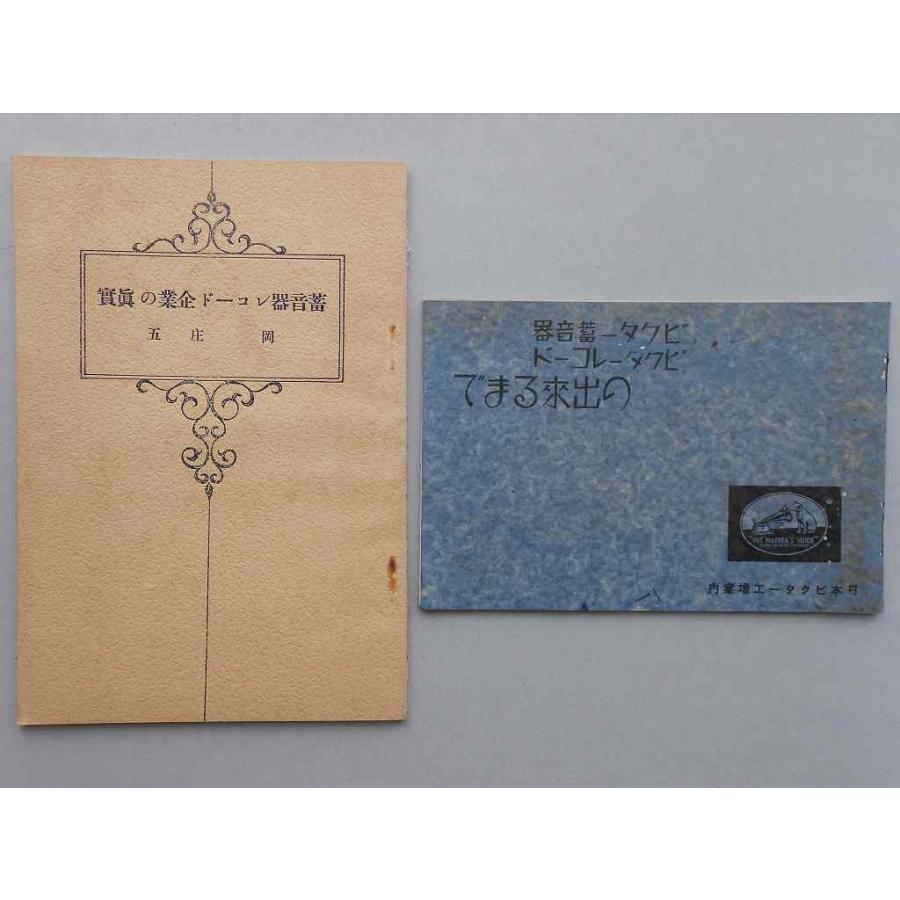 蓄音器レコード企業の眞實
岡庄五
ビクター蓄音器
ビクターレコード
の出來るまで
"HIS MASTER'S VOICE"
日本ビクター工場案内